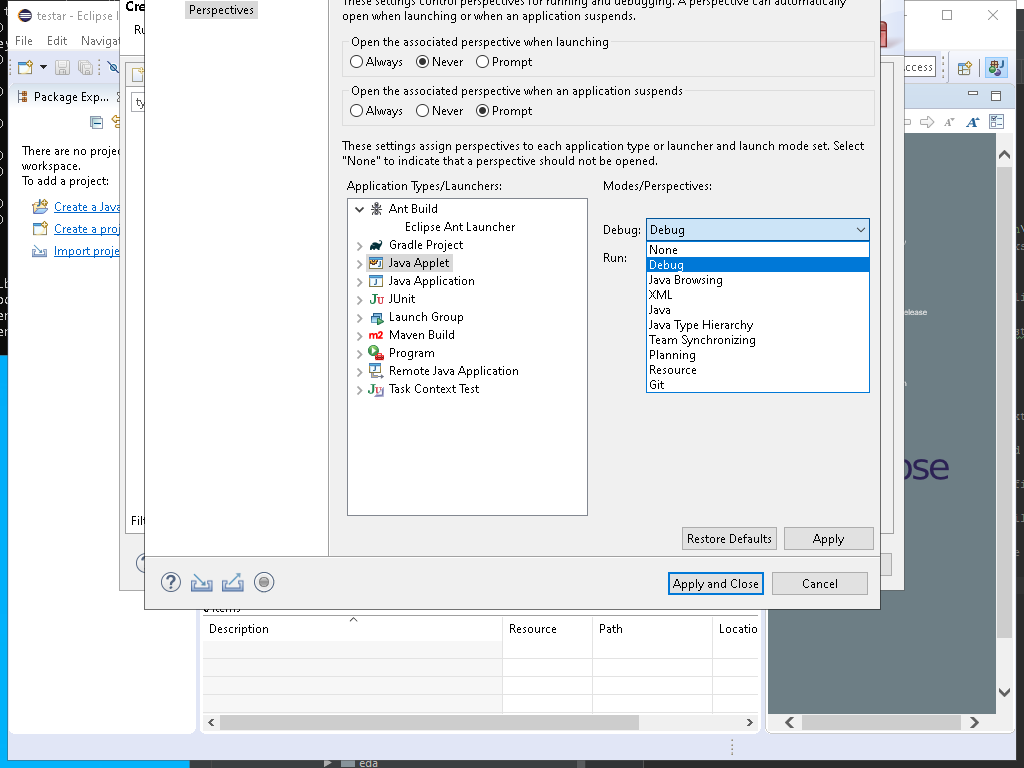 testar - Eclipse
File Edit Naviga
Package Exp...
There are no proje
workspace.
To add a project:
Create a Java
Create a proj
Import proje
Cre
Ru
ty
Filt
Perspectives
These settings control perspectives for running and debugging. A perspective can automatically
open when launching or when an application suspends.
Open the associated perspective when launching
Always Never Prompt
Open the associated perspective when an application suspends
Always Never Prompt
These settings assign perspectives to each application type or launcher and launch mode set. Select
"None" to indicate that a perspective should not be opened.
Application Types/Launchers:
Ant Build
Eclipse Ant Launcher
Gradle Project
Java Applet
Java Application
JUnit
Launch Group
Maven Build
Program
Remote Java Application
Task Context Test
Modes/Perspectives:
Debug: Debug
Run:
None
Debug
Java Browsing
XML
Java
Java Type Hierarchy
Team Synchronizing
Planning
Resource
Git
Restore Defaults Apply
Apply and Close Cancel
ccess
elease
ose
Items
Description Resource Path Locatio
eda